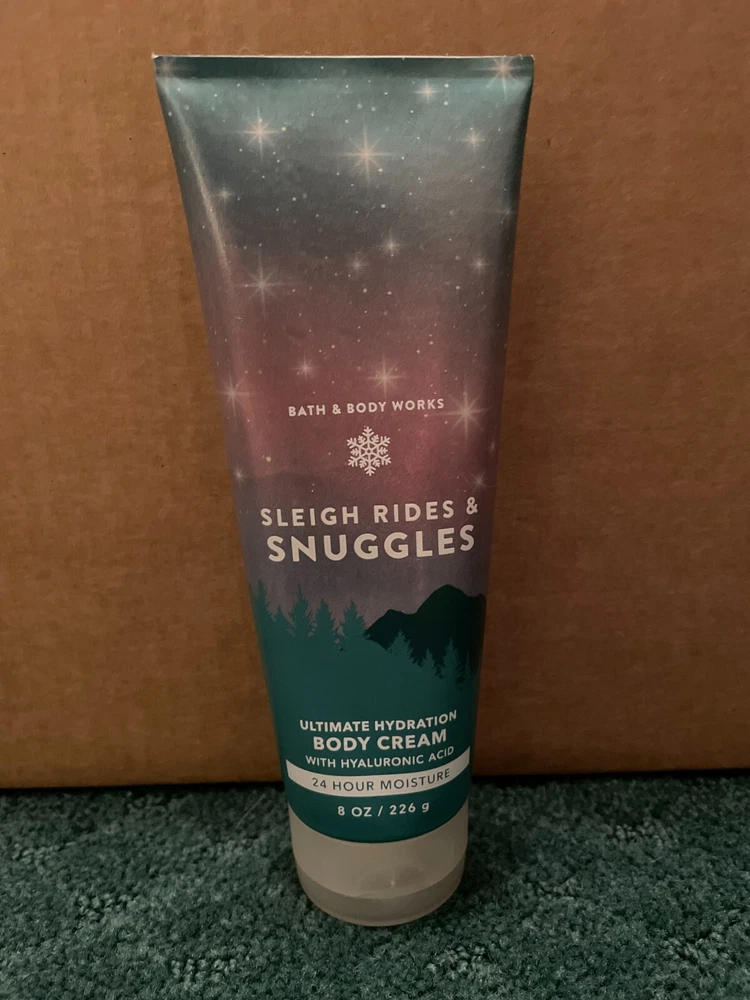 BATH & BODY WORKS
SLEIGH RIDES &
SNUGGLES
ULTIMATE HYDRATION
BODY CREAM
WITH HYALURONIC ACID
24 HOUR MOISTURE
8 OZ / 226 g